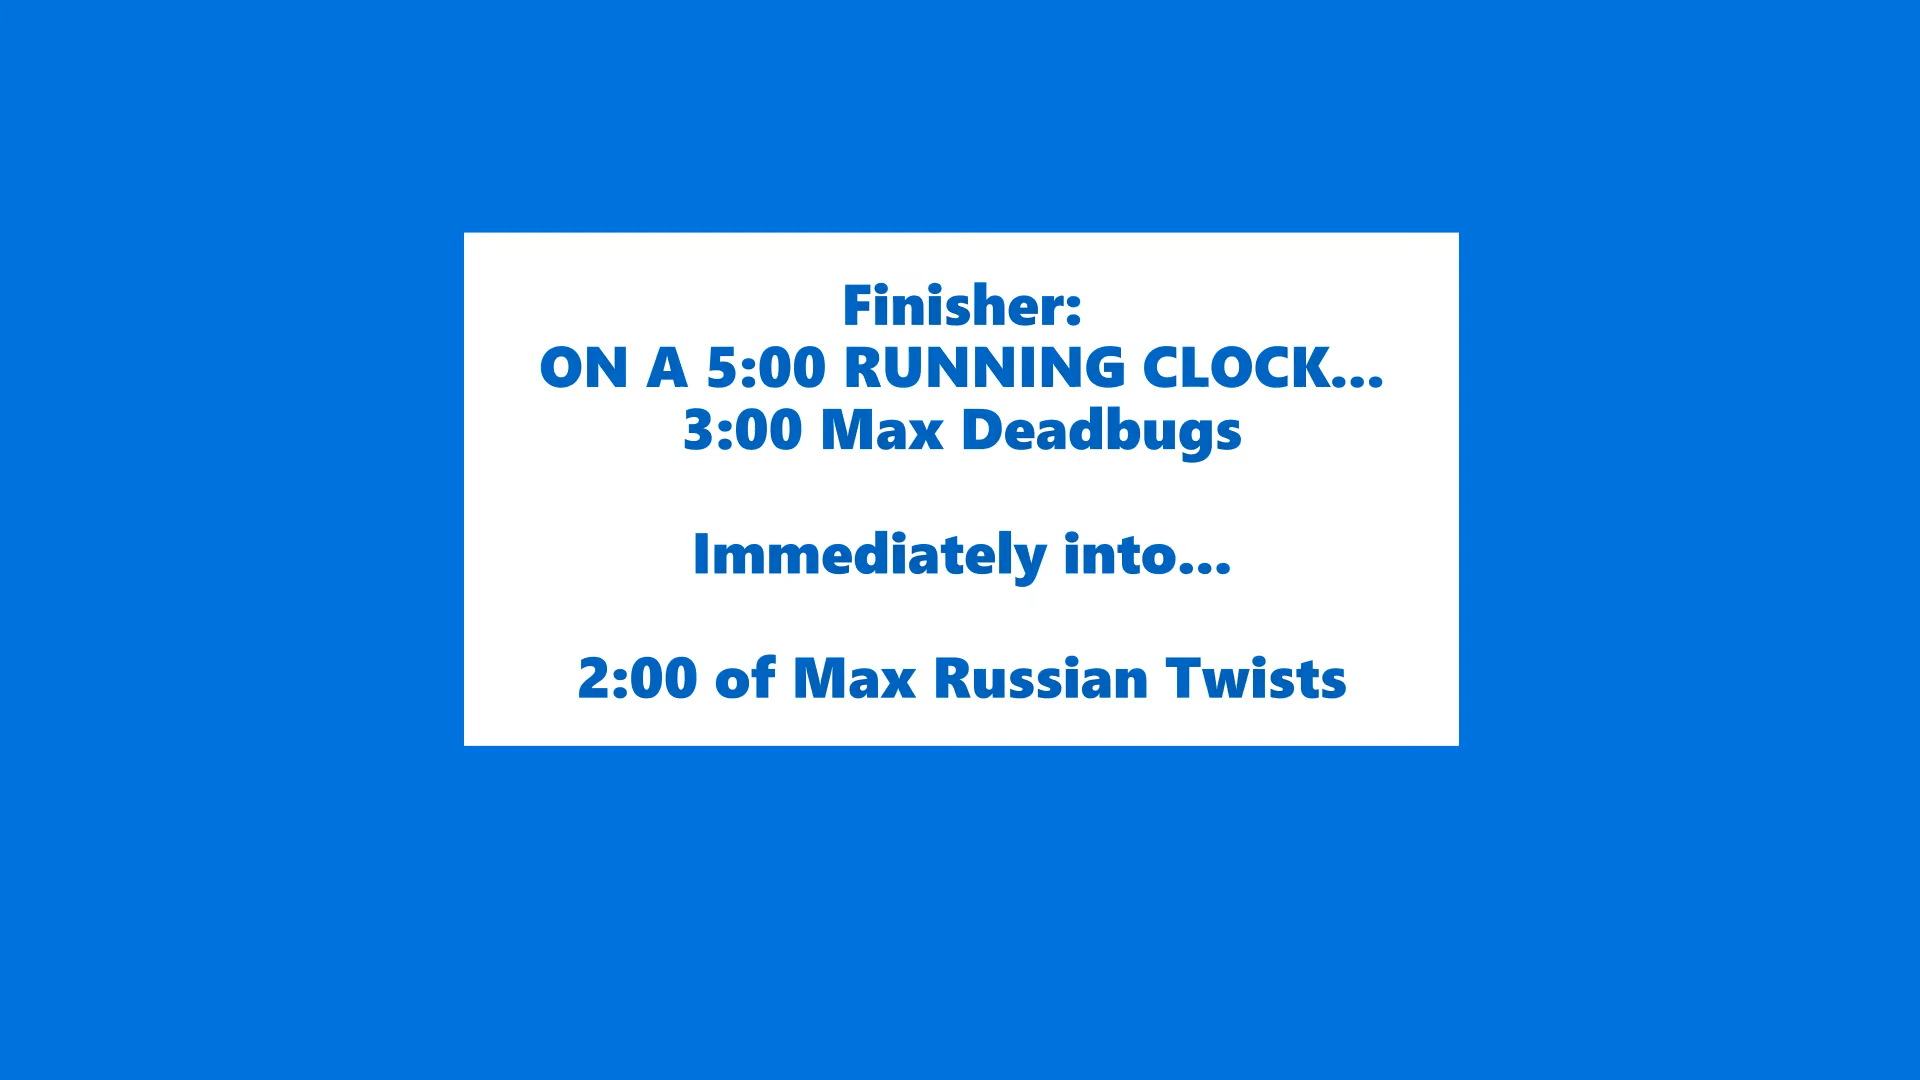 Finisher:
ON A 5:00 RUNNING CLOCK...
3:00 Max Deadbugs
Immediately into...
2:00 of Max Russian Twists